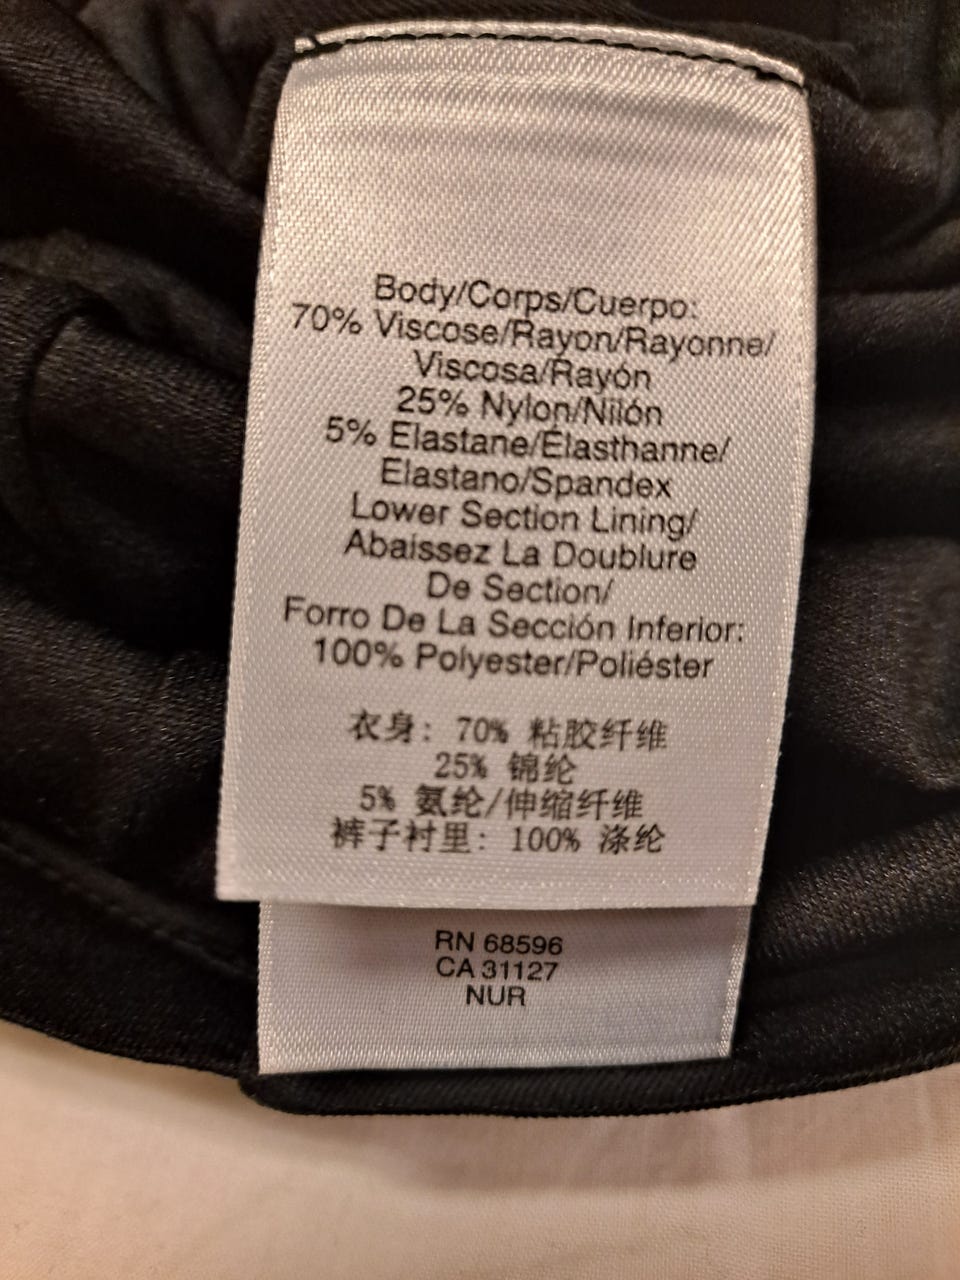 Body/Corps/Cuerpo:
70% Viscose/Rayon/Rayonne/
Viscosa/Rayón
25% Nylon/Nilón
5% Elastane/Élasthanne/
Elastano/Spandex
Lower Section Lining/
Abaissez La Doublure
De Section/
Forro De La Sección Inferior:
100% Polyester/Poliéster
衣身: 70% 粘胶纤维
25% 锦纶
5% 氨纶/伸缩纤维
裤子衬里: 100% 涤纶
RN 68596
CA 31127
NUR